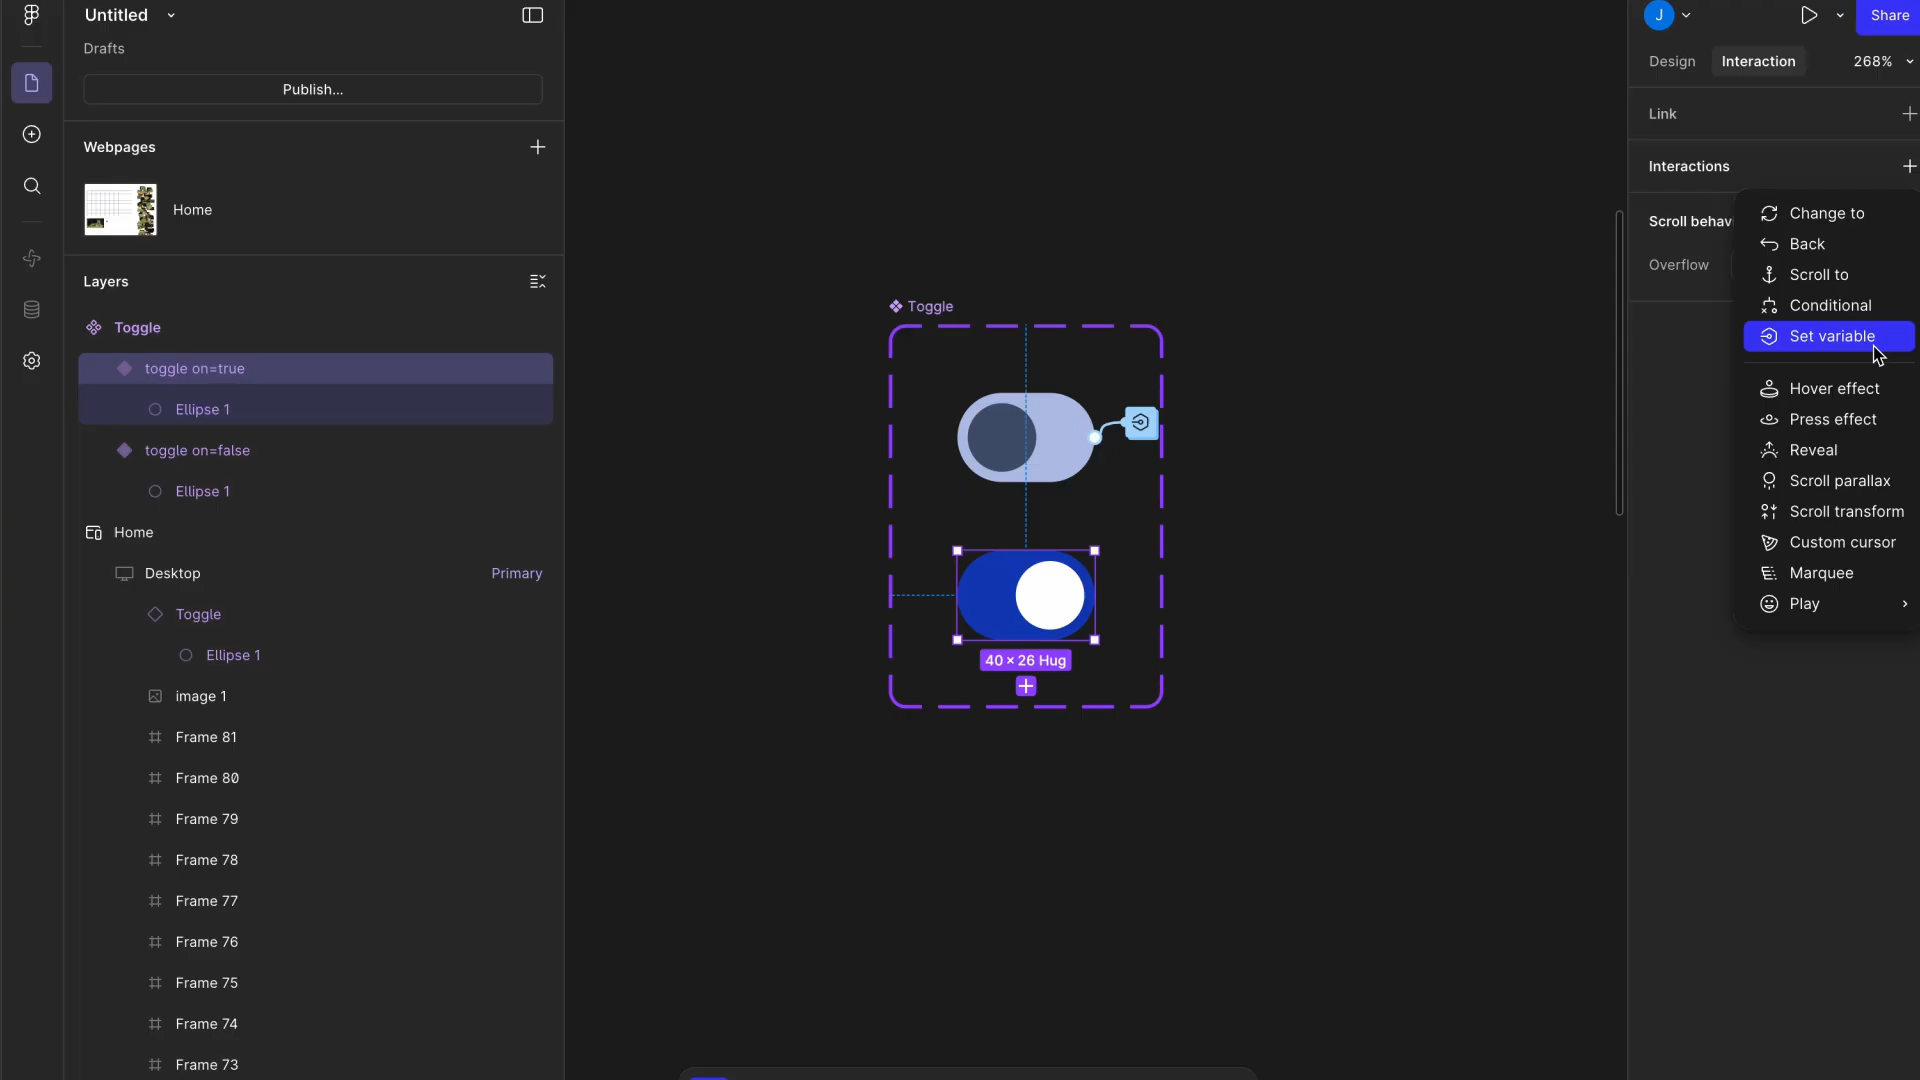 Untitled
Drafts
Publish...
Webpages
Home
Layers
Toggle
toggle on=true
Ellipse 1
toggle on=false
Ellipse 1
Home
Desktop Primary
Toggle
Ellipse 1
image 1
Frame 81
Frame 80
Frame 79
Frame 78
Frame 77
Frame 76
Frame 75
Frame 74
Frame 73
Toggle
40 × 26 Hug
J
Share
Design Interaction 268%
Link
Interactions
Scroll behavi
Overflow
Change to
Back
Scroll to
Conditional
Set variable
Hover effect
Press effect
Reveal
Scroll parallax
Scroll transform
Custom cursor
Marquee
Play